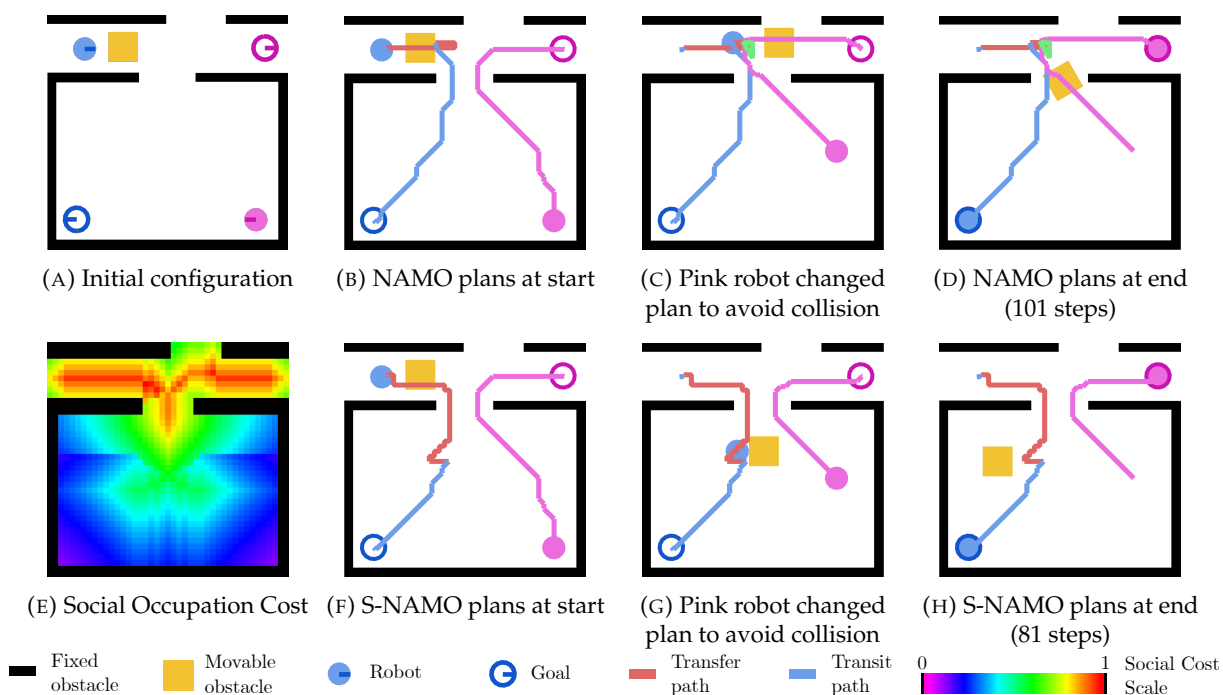 (A) Initial configuration
(B) NAMO plans at start
(C) Pink robot changed
plan to avoid collision
(D) NAMO plans at end
(101 steps)
(E) Social Occupation Cost
(F) S-NAMO plans at start
(G) Pink robot changed
plan to avoid collision
(H) S-NAMO plans at end
(81 steps)
Fixed
obstacle
Movable
obstacle
Robot
Goal
Transfer
path
Transit
path
0
1
Social Cost
Scale